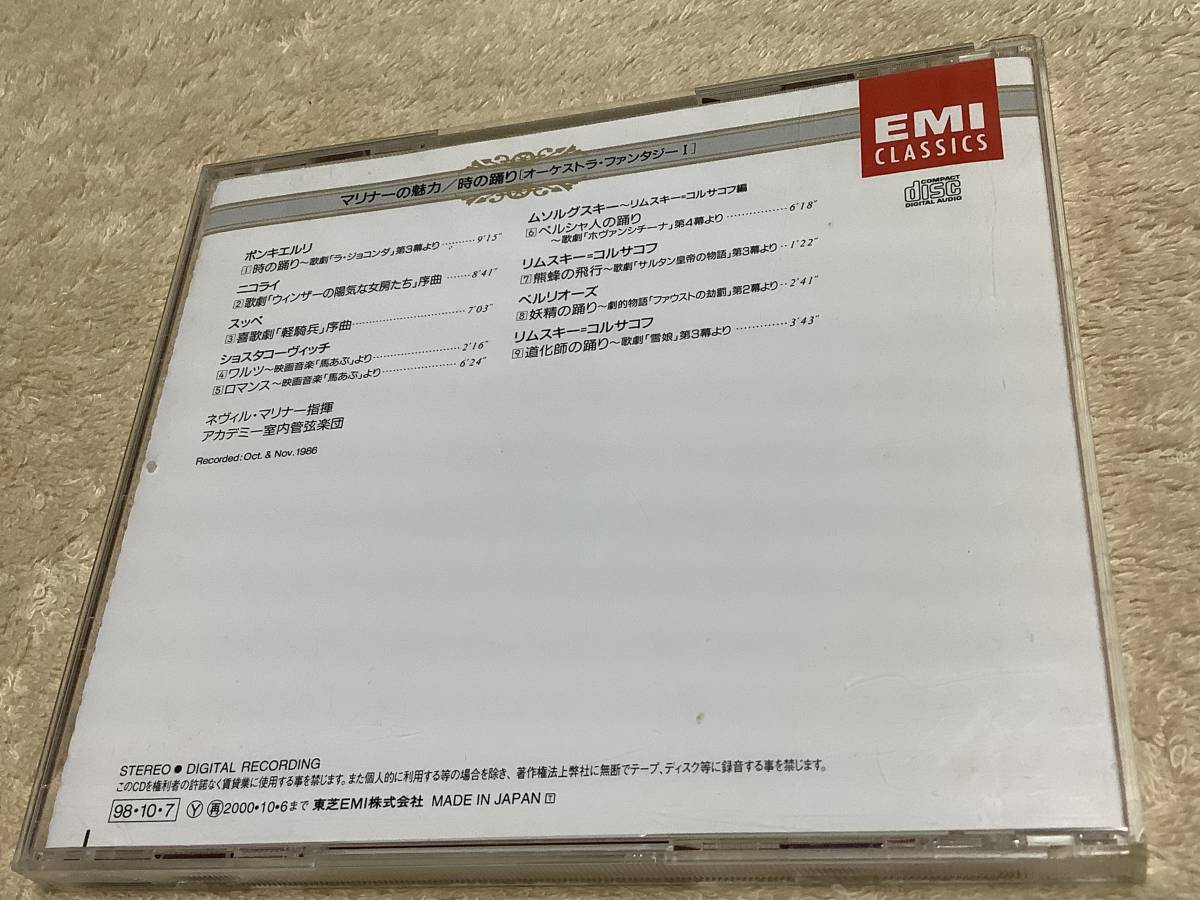 マリナーの魅力/時の踊り[オーケストラ・ファンタジーⅠ]
EMI
CLASSICS
COMPACT
disc
DIGITAL AUDIO
ポンキエルリ
1 時の踊り~歌劇「ラ・ジョコンダ」第3幕より………9'15"
ニコライ
2 歌劇「ウィンザーの陽気な女房たち」序曲……8'41"
スッペ
3 喜歌劇「軽騎兵」序曲………7'03"
ショスタコーヴィッチ
4 ワルツ~映画音楽「馬あぶ」より………2'16"
5 ロマンス~映画音楽「馬あぶ」より………6'24"
ネヴィル・マリナー指揮
アカデミー室内管弦楽団
Recorded: Oct. & Nov. 1986
ムソルグスキー~リムスキー=コルサコフ編
6 ペルシャ人の踊り………6'18"
~歌劇「ホヴァンシチーナ」第4幕より
リムスキー=コルサコフ
7 熊蜂の飛行~歌劇「サルタン皇帝の物語」第3幕より‥1'22"
ベルリオーズ
8 妖精の踊り~劇的物語「ファウストの劫罰」第2幕より‥2'41"
リムスキー=コルサコフ
9 道化師の踊り~歌劇「雪娘」第3幕より………3'43"
STEREO ● DIGITAL RECORDING
このCDを権利者の許諾なく賃貸業に使用する事を禁じます。また個人的に利用する等の場合を除き、著作権法上弊社に無断でテープ、ディスク等に録音する事を禁じます。
98・10・7 Ⓨ 再 2000・10・6まで 東芝EMI株式会社 MADE IN JAPAN T